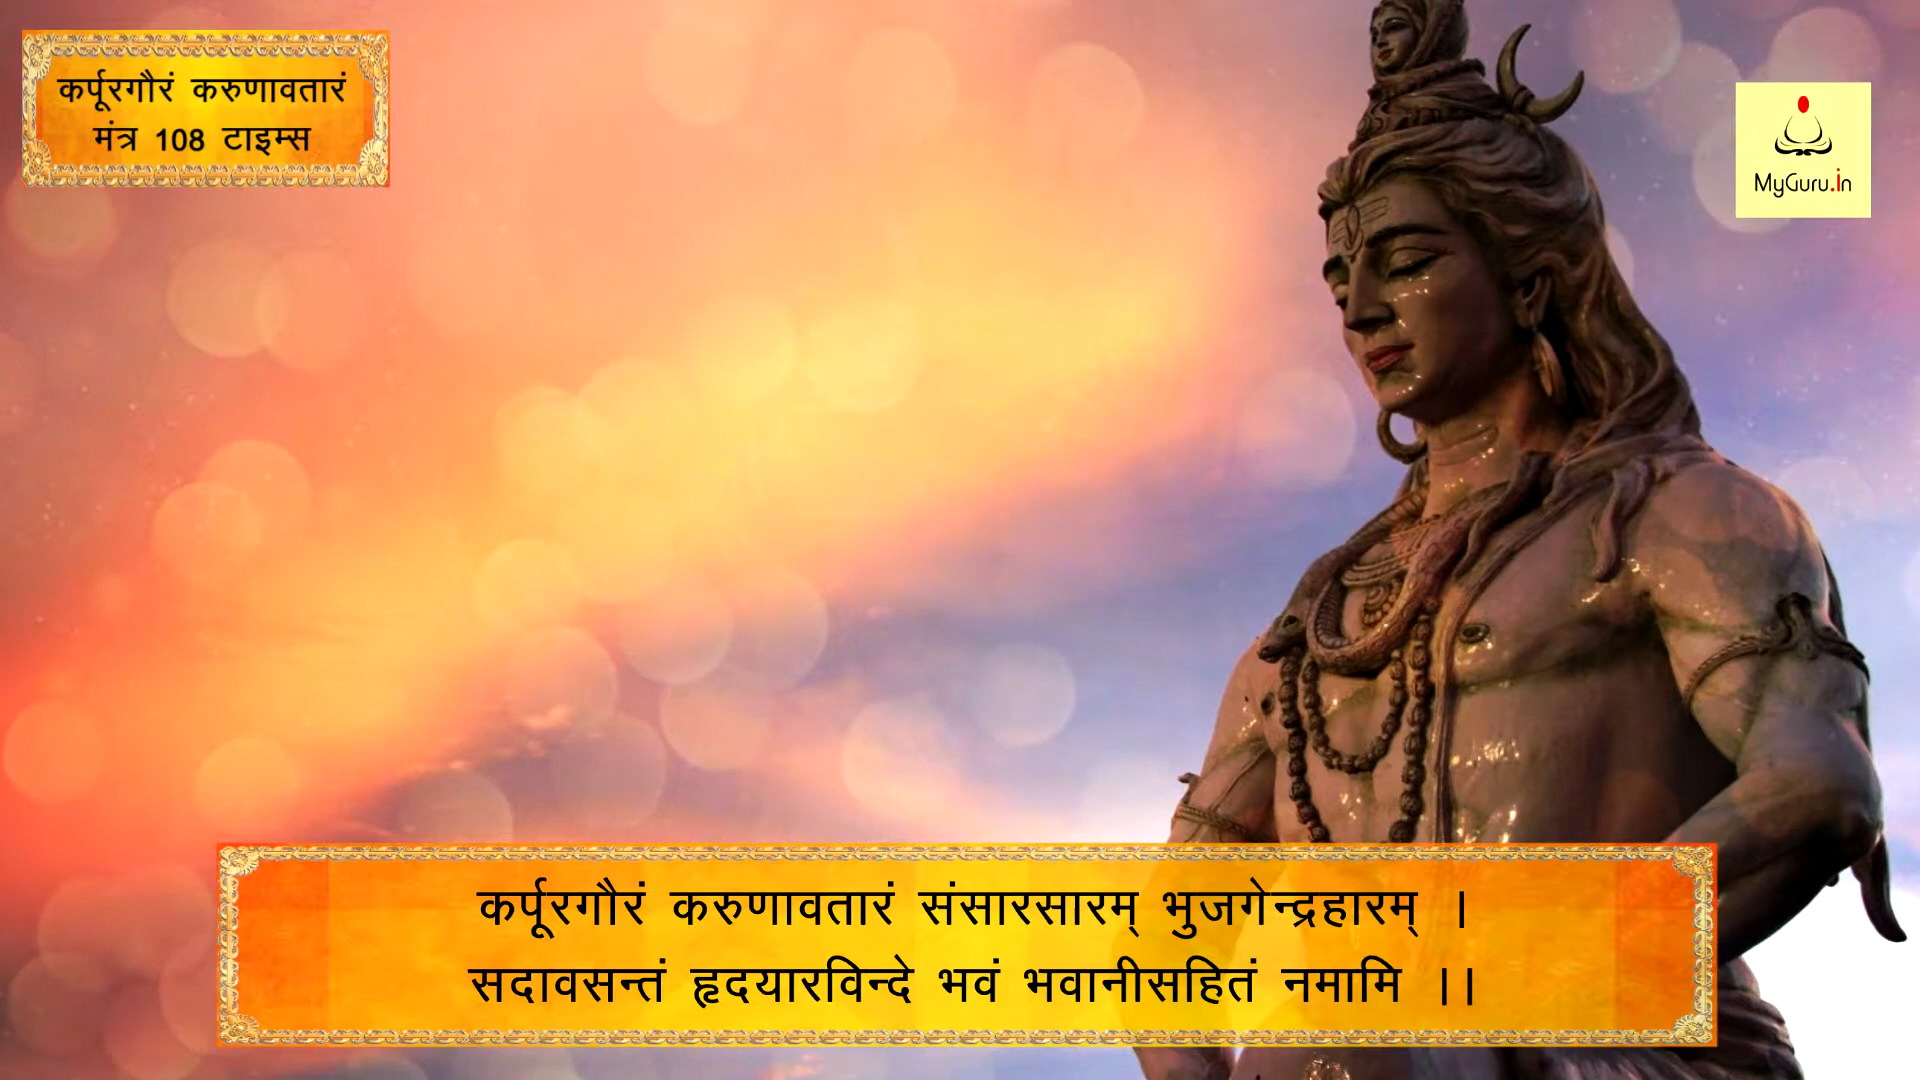 कर्पूरगौरं करुणावतारं
मंत्र 108 टाइम्स
MyGuru.in
कर्पूरगौरं करुणावतारं संसारसारम् भुजगेन्द्रहारम् ।
सदावसन्तं हृदयारविन्दे भवं भवानीसहितं नमामि ।।